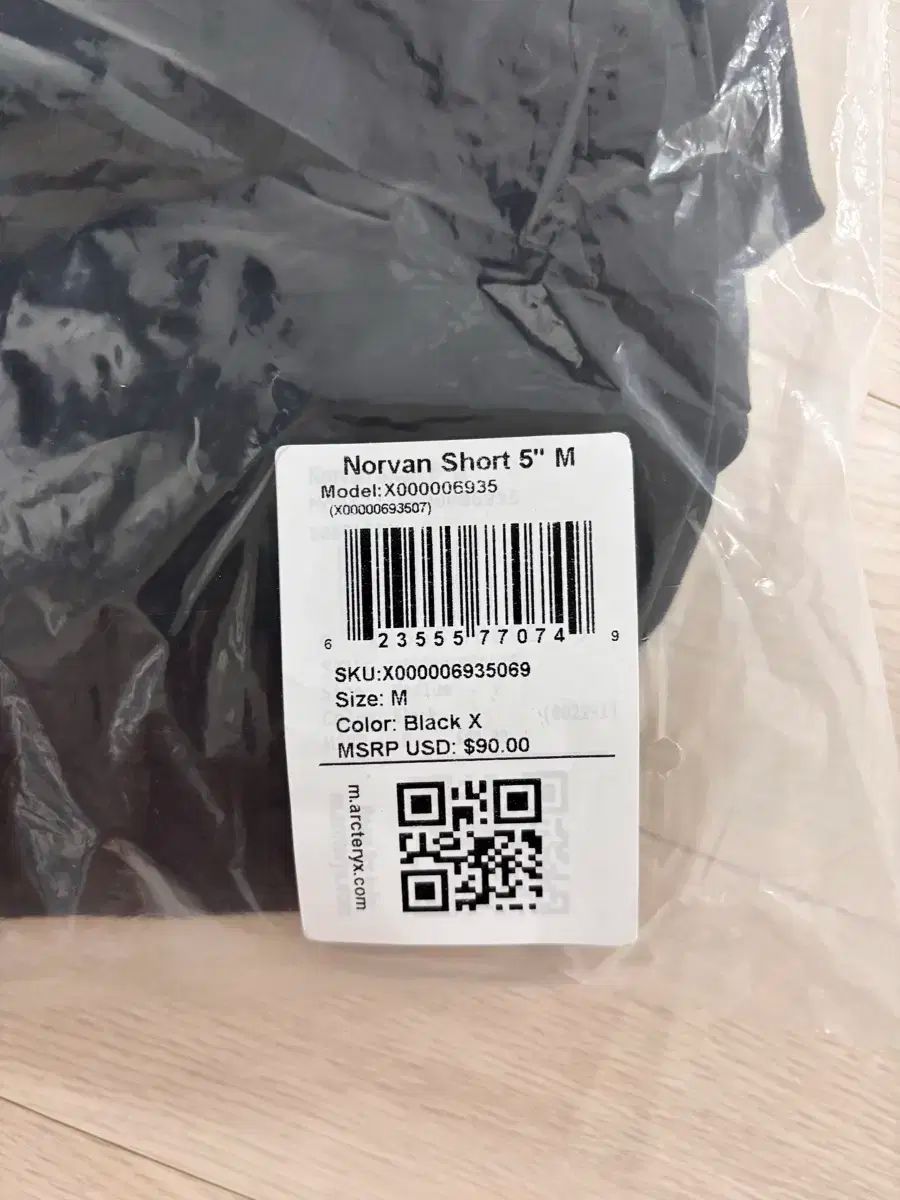 Norvan Short 5" M
Model:X000006935
(X00000693507)
6 23555 77074 9
SKU:X000006935069
Size: M
Color: Black X
MSRP USD: $90.00
m.arcteryx.com